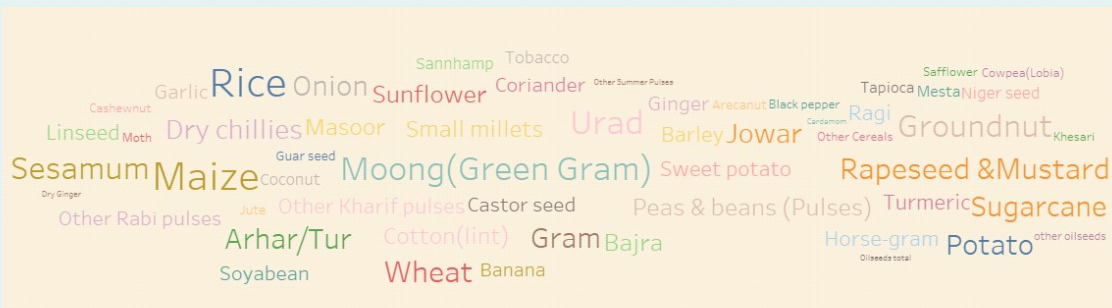 Sannhamp
Tobacco
Safflower
Cowpea(Lobia)
Garlic
Rice
Onion
Sunflower
Coriander
Other Summer Pulses
Tapioca
Mesta
Niger seed
Cashewnut
Ginger
Arecanut
Black pepper
Ragi
Cardamom
Linseed
Moth
Dry chillies
Masoor
Small millets
Urad
Barley
Jowar
Other Cereals
Groundnut
Khesari
Sesamum
Maize
Guar seed
Coconut
Moong(Green Gram)
Sweet potato
Rapeseed &Mustard
Dry Ginger
Other Rabi pulses
Jute
Other Kharif pulses
Castor seed
Peas & beans (Pulses)
Turmeric
Sugarcane
Arhar/Tur
Cotton(lint)
Gram
Bajra
Horse-gram
Potato
other oilseeds
Oilseeds total
Soyabean
Wheat
Banana